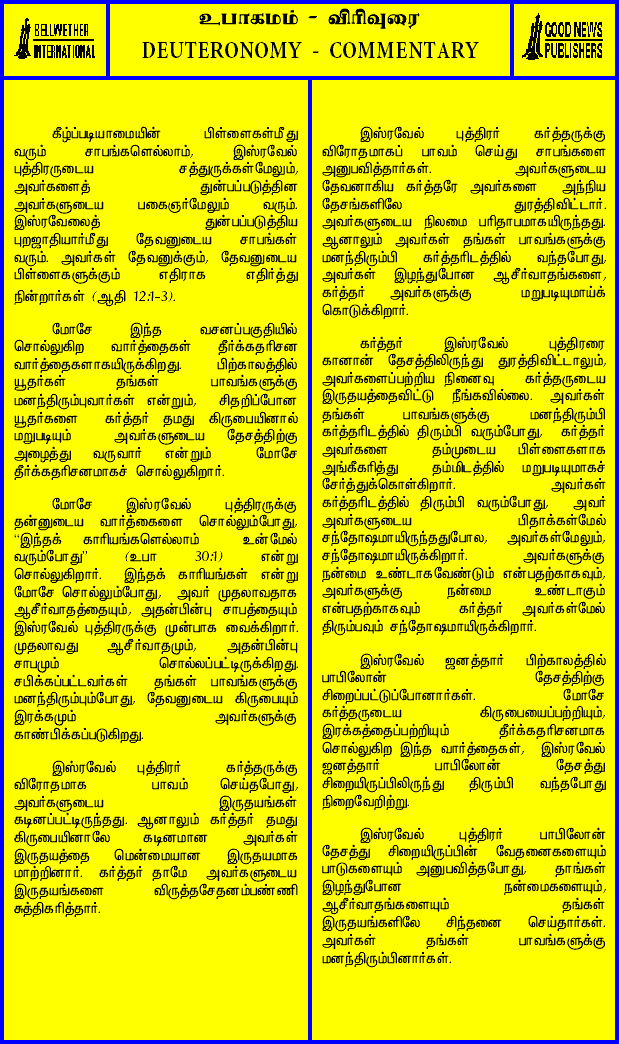 BELLWETHER
INTERNATIONAL
உபாகமம் - விரிவுரை
DEUTERONOMY - COMMENTARY
GOOD NEWS
PUBLISHERS
கீழ்ப்படியாமையின் பிள்ளைகள்மீது
வரும் சாபங்களெல்லாம், இஸ்ரவேல்
புத்திரருடைய சத்துருக்கள்மேலும்,
அவர்களைத் துன்பப்படுத்தின
அவர்களுடைய பகைஞர்மேலும் வரும்.
இஸ்ரவேலைத் துன்பப்படுத்திய
புறஜாதியார்மீது தேவனுடைய சாபங்கள்
வரும். அவர்கள் தேவனுக்கும், தேவனுடைய
பிள்ளைகளுக்கும் எதிராக எதிர்த்து
நின்றார்கள் (ஆதி 12:1-3).
மோசே இந்த வசனப்பகுதியில்
சொல்லுகிற வார்த்தைகள் தீர்க்கதரிசன
வார்த்தைகளாகயிருக்கிறது. பிற்காலத்தில்
யூதர்கள் தங்கள் பாவங்களுக்கு
மனந்திரும்புவார்கள் என்றும், சிதறிப்போன
யூதர்களை கர்த்தர் தமது கிருபையினால்
மறுபடியும் அவர்களுடைய தேசத்திற்கு
அழைத்து வருவார் என்றும் மோசே
தீர்க்கதரிசனமாகச் சொல்லுகிறார்.
மோசே இஸ்ரவேல் புத்திரருக்கு
தன்னுடைய வார்த்கைளை சொல்லும்போது,
"இந்தக் காரியங்களெல்லாம் உன்மேல்
வரும்போது" (உபா 30:1) என்று
சொல்லுகிறார். இந்தக் காரியங்கள் என்று
மோசே சொல்லும்போது, அவர் முதலாவதாக
ஆசீர்வாதத்தையும், அதன்பின்பு சாபத்தையும்
இஸ்ரவேல் புத்திரருக்கு முன்பாக வைக்கிறார்.
முதலாவது ஆசீர்வாதமும், அதன்பின்பு
சாபமும் சொல்லப்பட்டிருக்கிறது.
சபிக்கப்பட்டவர்கள் தங்கள் பாவங்களுக்கு
மனந்திரும்பும்போது, தேவனுடைய கிருபையும்
இரக்கமும் அவர்களுக்கு
காண்பிக்கப்படுகிறது.
இஸ்ரவேல் புத்திரர் கர்த்தருக்கு
விரோதமாக பாவம் செய்தபோது,
அவர்களுடைய இருதயங்கள்
கடினப்பட்டிருந்தது. ஆனாலும் கர்த்தர் தமது
கிருபையினாலே கடினமான அவர்கள்
இருதயத்தை மென்மையான இருதயமாக
மாற்றினார். கர்த்தர் தாமே அவர்களுடைய
இருதயங்களை விருத்தசேதனம்பண்ணி
சுத்திகரித்தார்.
இஸ்ரவேல் புத்திரர் கர்த்தருக்கு
விரோதமாகப் பாவம் செய்து சாபங்களை
அனுபவித்தார்கள். அவர்களுடைய
தேவனாகிய கர்த்தரே அவர்களை அந்நிய
தேசங்களிலே துரத்திவிட்டார்.
அவர்களுடைய நிலமை பரிதாபமாகயிருந்தது.
ஆனாலும் அவர்கள் தங்கள் பாவங்களுக்கு
மனந்திரும்பி கர்த்தரிடத்தில் வந்தபோது,
அவர்கள் இழந்துபோன ஆசீர்வாதங்களை,
கர்த்தர் அவர்களுக்கு மறுபடியுமாய்க்
கொடுக்கிறார்.
கர்த்தர் இஸ்ரவேல் புத்திரரை
கானான் தேசத்திலிருந்து துரத்திவிட்டாலும்,
அவர்களைப்பற்றிய நினைவு கர்த்தருடைய
இருதயத்தைவிட்டு நீங்கவில்லை. அவர்கள்
தங்கள் பாவங்களுக்கு மனந்திரும்பி
கர்த்தரிடத்தில் திரும்பி வரும்போது, கர்த்தர்
அவர்களை தம்முடைய பிள்ளைகளாக
அங்கீகரித்து தம்மிடத்தில் மறுபடியுமாகச்
சேர்த்துக்கொள்கிறார். அவர்கள்
கர்த்தரிடத்தில் திரும்பி வரும்போது, அவர்
அவர்களுடைய பிதாக்கள்மேல்
சந்தோஷமாயிருந்ததுபோல, அவர்கள்மேலும்,
சந்தோஷமாயிருக்கிறார். அவர்களுக்கு
நன்மை உண்டாகவேண்டும் என்பதற்காகவும்,
அவர்களுக்கு நன்மை உண்டாகும்
என்பதற்காகவும் கர்த்தர் அவர்கள்மேல்
திரும்பவும் சந்தோஷமாயிருக்கிறார்.
இஸ்ரவேல் ஜனத்தார் பிற்காலத்தில்
பாபிலோன் தேசத்திற்கு
சிறைப்பட்டுப்போனார்கள். மோசே
கர்த்தருடைய கிருபையைப்பற்றியும்,
இரக்கத்தைப்பற்றியும் தீர்க்கதரிசனமாக
சொல்லுகிற இந்த வார்த்தைகள், இஸ்ரவேல்
ஜனத்தார் பாபிலோன் தேசத்து
சிறையிருப்பிலிருந்து திரும்பி வந்தபோது
நிறைவேறிற்று.
இஸ்ரவேல் புத்திரர் பாபிலோன்
தேசத்து சிறையிருப்பின் வேதனைகளையும்
பாடுகளையும் அனுபவித்தபோது, தாங்கள்
இழந்துபோன நன்மைகளையும்,
ஆசீர்வாதங்களையும் தங்கள்
இருதயங்களிலே சிந்தனை செய்தார்கள்.
அவர்கள் தங்கள் பாவங்களுக்கு
மனந்திரும்பினார்கள்.